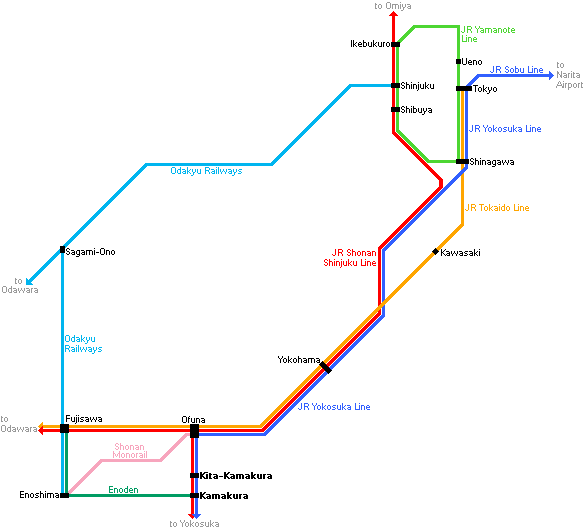 to Omiya
JR Yamanote
Line
Ikebukuro
Ueno
JR Sobu Line
to
Narita
Airport
Shinjuku
Tokyo
Shibuya
JR Yokosuka Line
Shinagawa
Odakyu Railways
JR Tokaido Line
Sagami-Ono
JR Shonan
Shinjuku Line
Kawasaki
to
Odawara
Odakyu
Railways
Yokohama
JR Yokosuka Line
to
Odawara
Fujisawa
Ofuna
Shonan
Monorail
Kita-Kamakura
Enoshima
Enoden
Kamakura
to Yokosuka